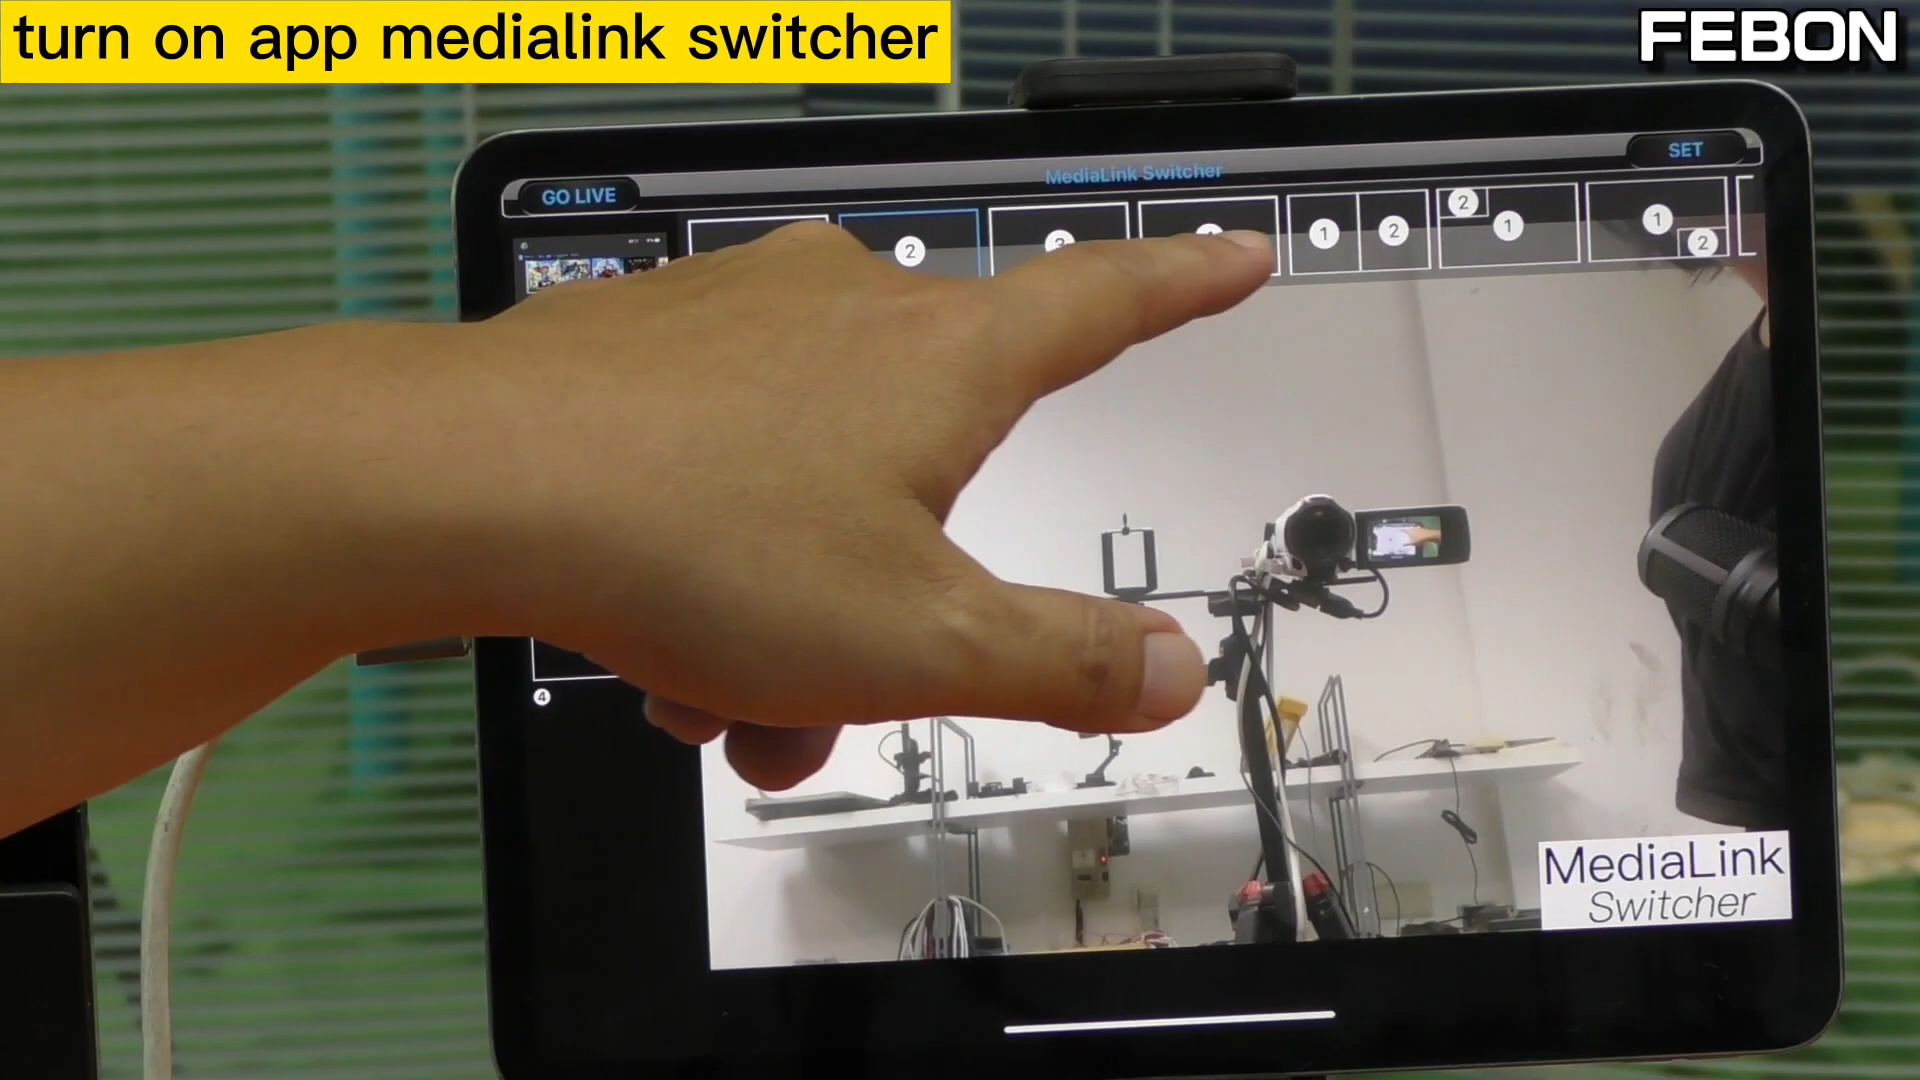 turn on app medialink switcher
FEBON
MediaLink Switcher
SET
GO LIVE
2
3
1
2
2
1
1
2
4
MediaLink
Switcher